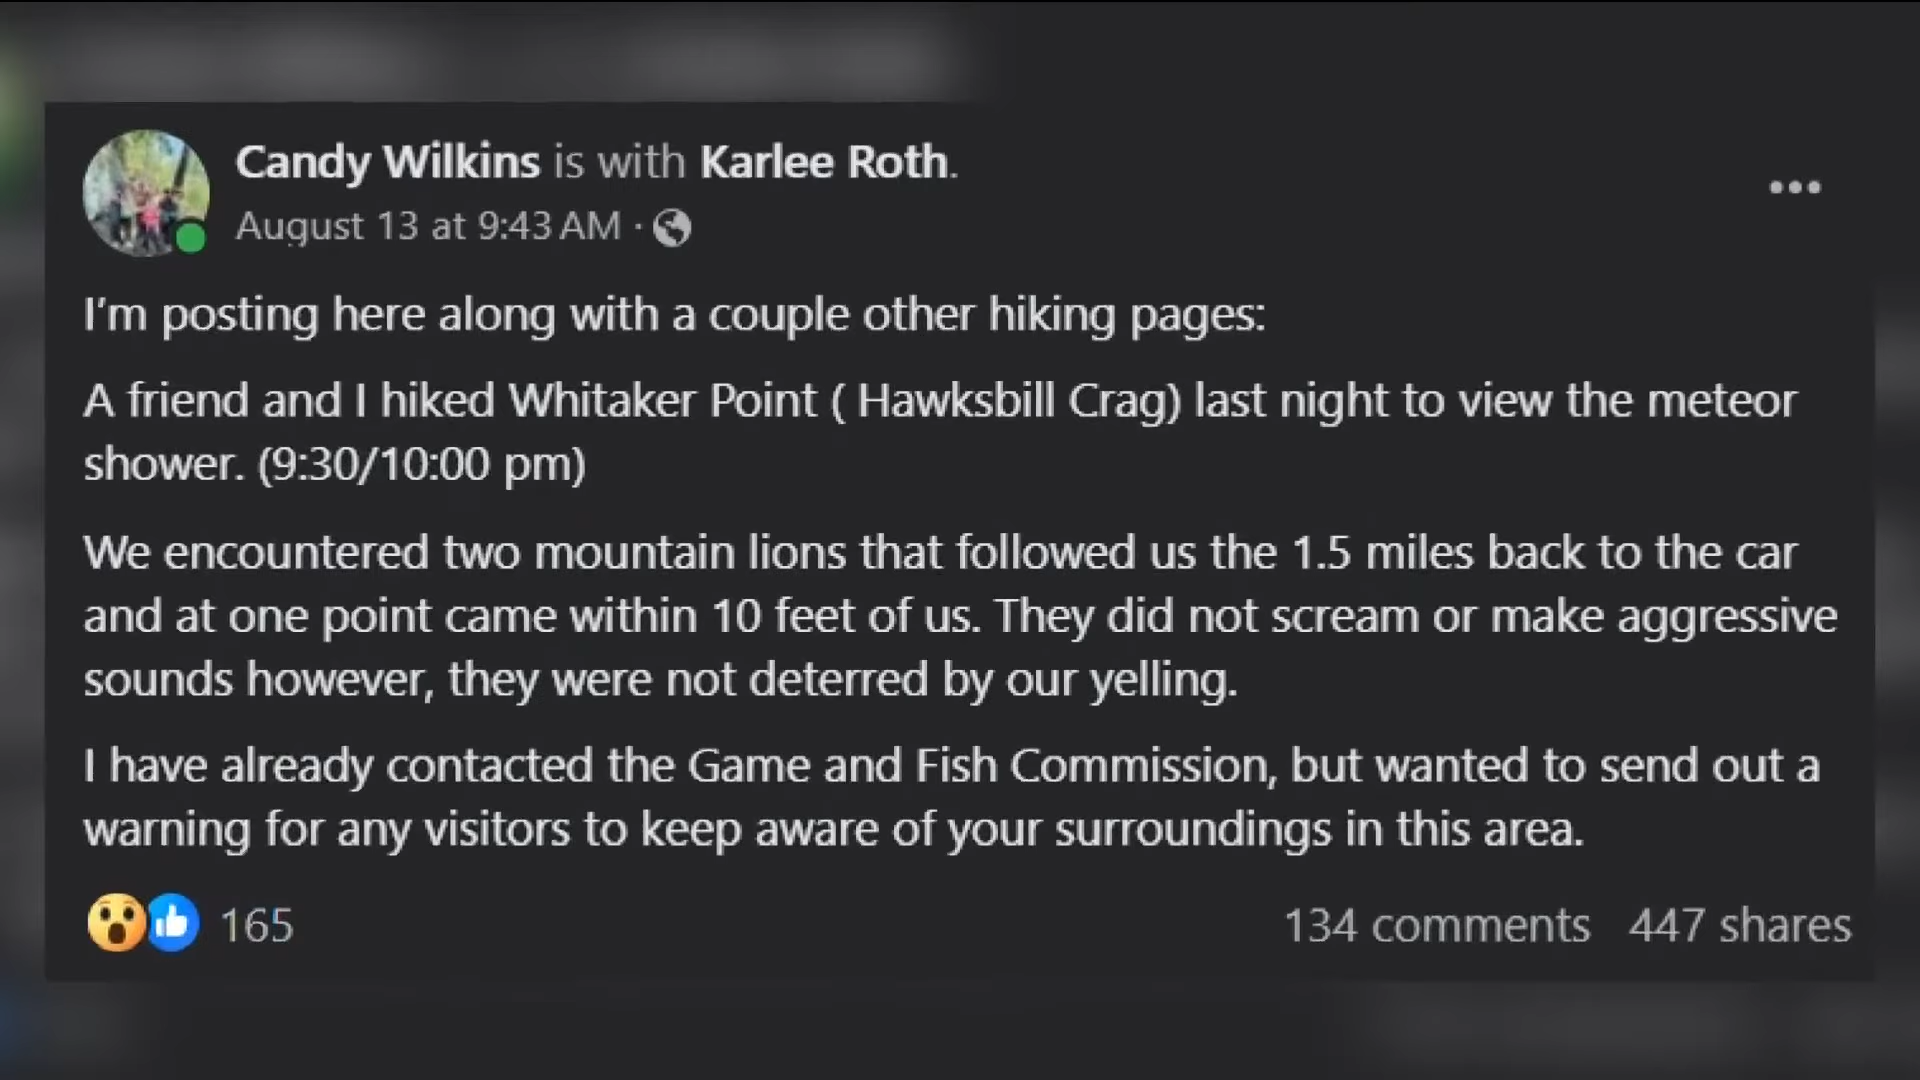 Candy Wilkins is with Karlee Roth.
August 13 at 9:43 AM ·
I'm posting here along with a couple other hiking pages:
A friend and I hiked Whitaker Point ( Hawksbill Crag) last night to view the meteor
shower. (9:30/10:00 pm)
We encountered two mountain lions that followed us the 1.5 miles back to the car
and at one point came within 10 feet of us. They did not scream or make aggressive
sounds however, they were not deterred by our yelling.
I have already contacted the Game and Fish Commission, but wanted to send out a
warning for any visitors to keep aware of your surroundings in this area.
165 134 comments 447 shares